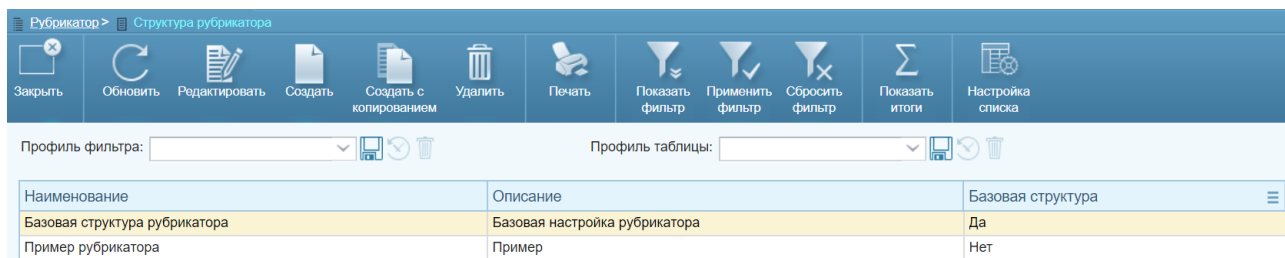 Рубрикатор > Структура рубрикатора
Закрыть Обновить Редактировать Создать Создать с копированием Удалить Печать Показать фильтр Применить фильтр Сбросить фильтр Показать итоги Настройка списка
Профиль фильтра: Профиль таблицы:
Наименование Описание Базовая структура
Базовая структура рубрикатора Базовая настройка рубрикатора Да
Пример рубрикатора Пример Нет